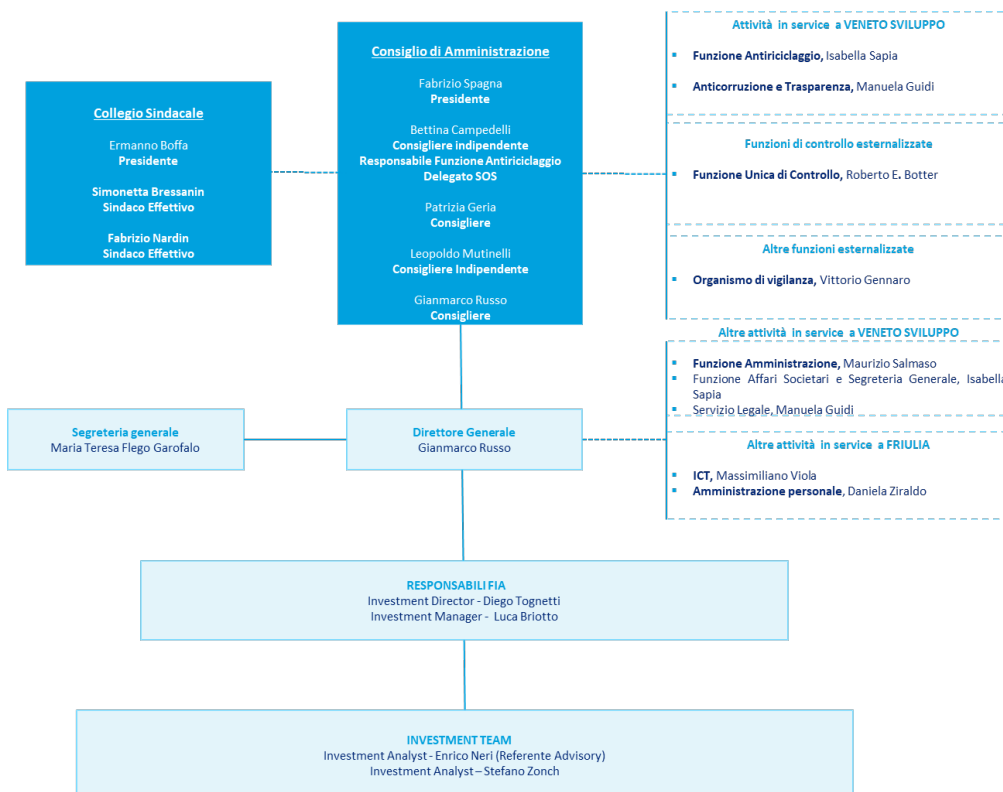 Collegio Sindacale
Ermanno Boffa
Presidente
Simonetta Bressanin
Sindaco Effettivo
Fabrizio Nardin
Sindaco Effettivo
Consiglio di Amministrazione
Fabrizio Spagna
Presidente
Bettina Campedelli
Consigliere indipendente
Responsabile Funzione Antiriciclaggio
Delegato SOS
Patrizia Geria
Consigliere
Leopoldo Mutinelli
Consigliere Indipendente
Gianmarco Russo
Consigliere
Attività in service a VENETO SVILUPPO
▪ Funzione Antiriciclaggio, Isabella Sapia
▪ Anticorruzione e Trasparenza, Manuela Guidi
Funzioni di controllo esternalizzate
▪ Funzione Unica di Controllo, Roberto E. Botter
Altre funzioni esternalizzate
▪ Organismo di vigilanza, Vittorio Gennaro
Altre attività in service a VENETO SVILUPPO
▪ Funzione Amministrazione, Maurizio Salmaso
▪ Funzione Affari Societari e Segreteria Generale, Isabella
Sapia
▪ Servizio Legale, Manuela Guidi
Altre attività in service a FRIULIA
▪ ICT, Massimiliano Viola
▪ Amministrazione personale, Daniela Ziraldo
Segreteria generale
Maria Teresa Flego Garofalo
Direttore Generale
Gianmarco Russo
RESPONSABILI FIA
Investment Director - Diego Tognetti
Investment Manager - Luca Briotto
INVESTMENT TEAM
Investment Analyst - Enrico Neri (Referente Advisory)
Investment Analyst – Stefano Zonch